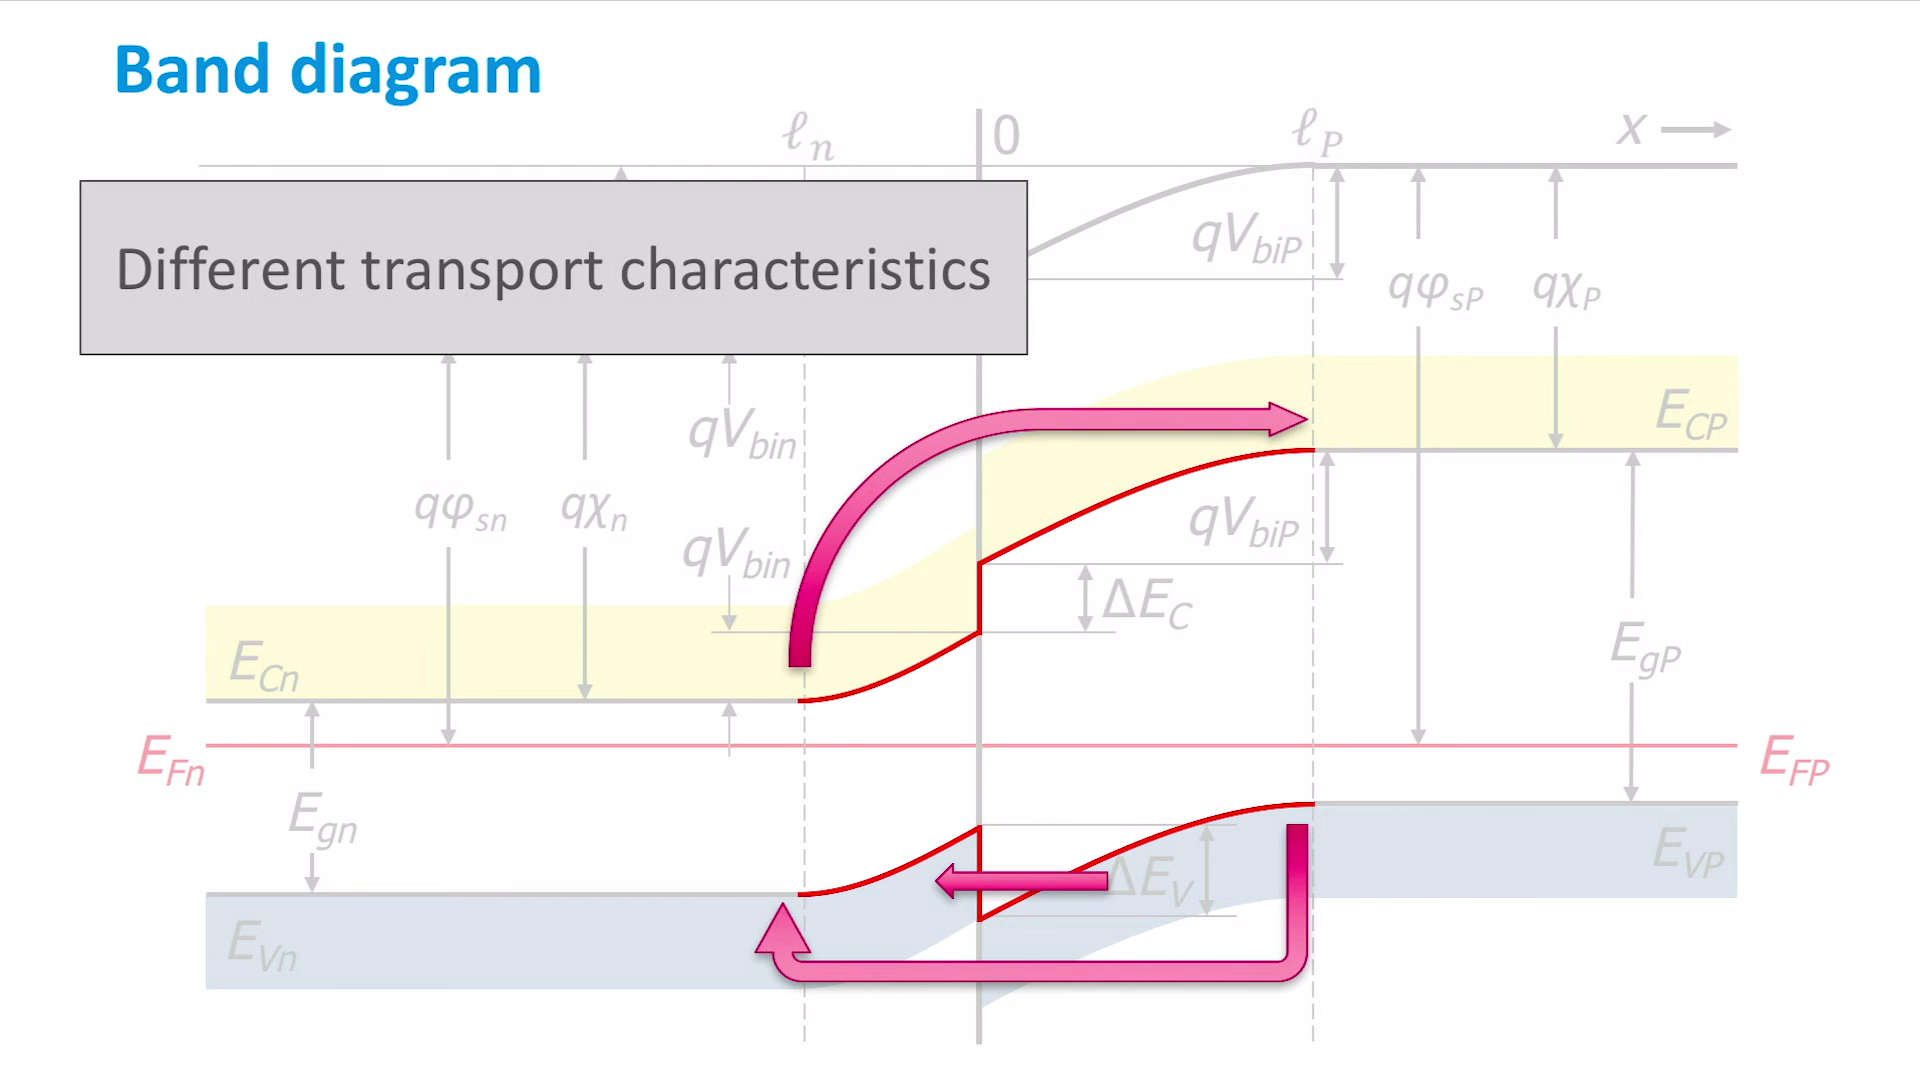 Band diagram
ℓn 0 ℓP x
Different transport characteristics
qVbiP
qφsP qχP
qVbin
ECP
qφsn qχn
qVbin
qVbiP
ΔEC
ECn
EgP
EFn
EFP
Egn
ΔEV
EVP
EVn